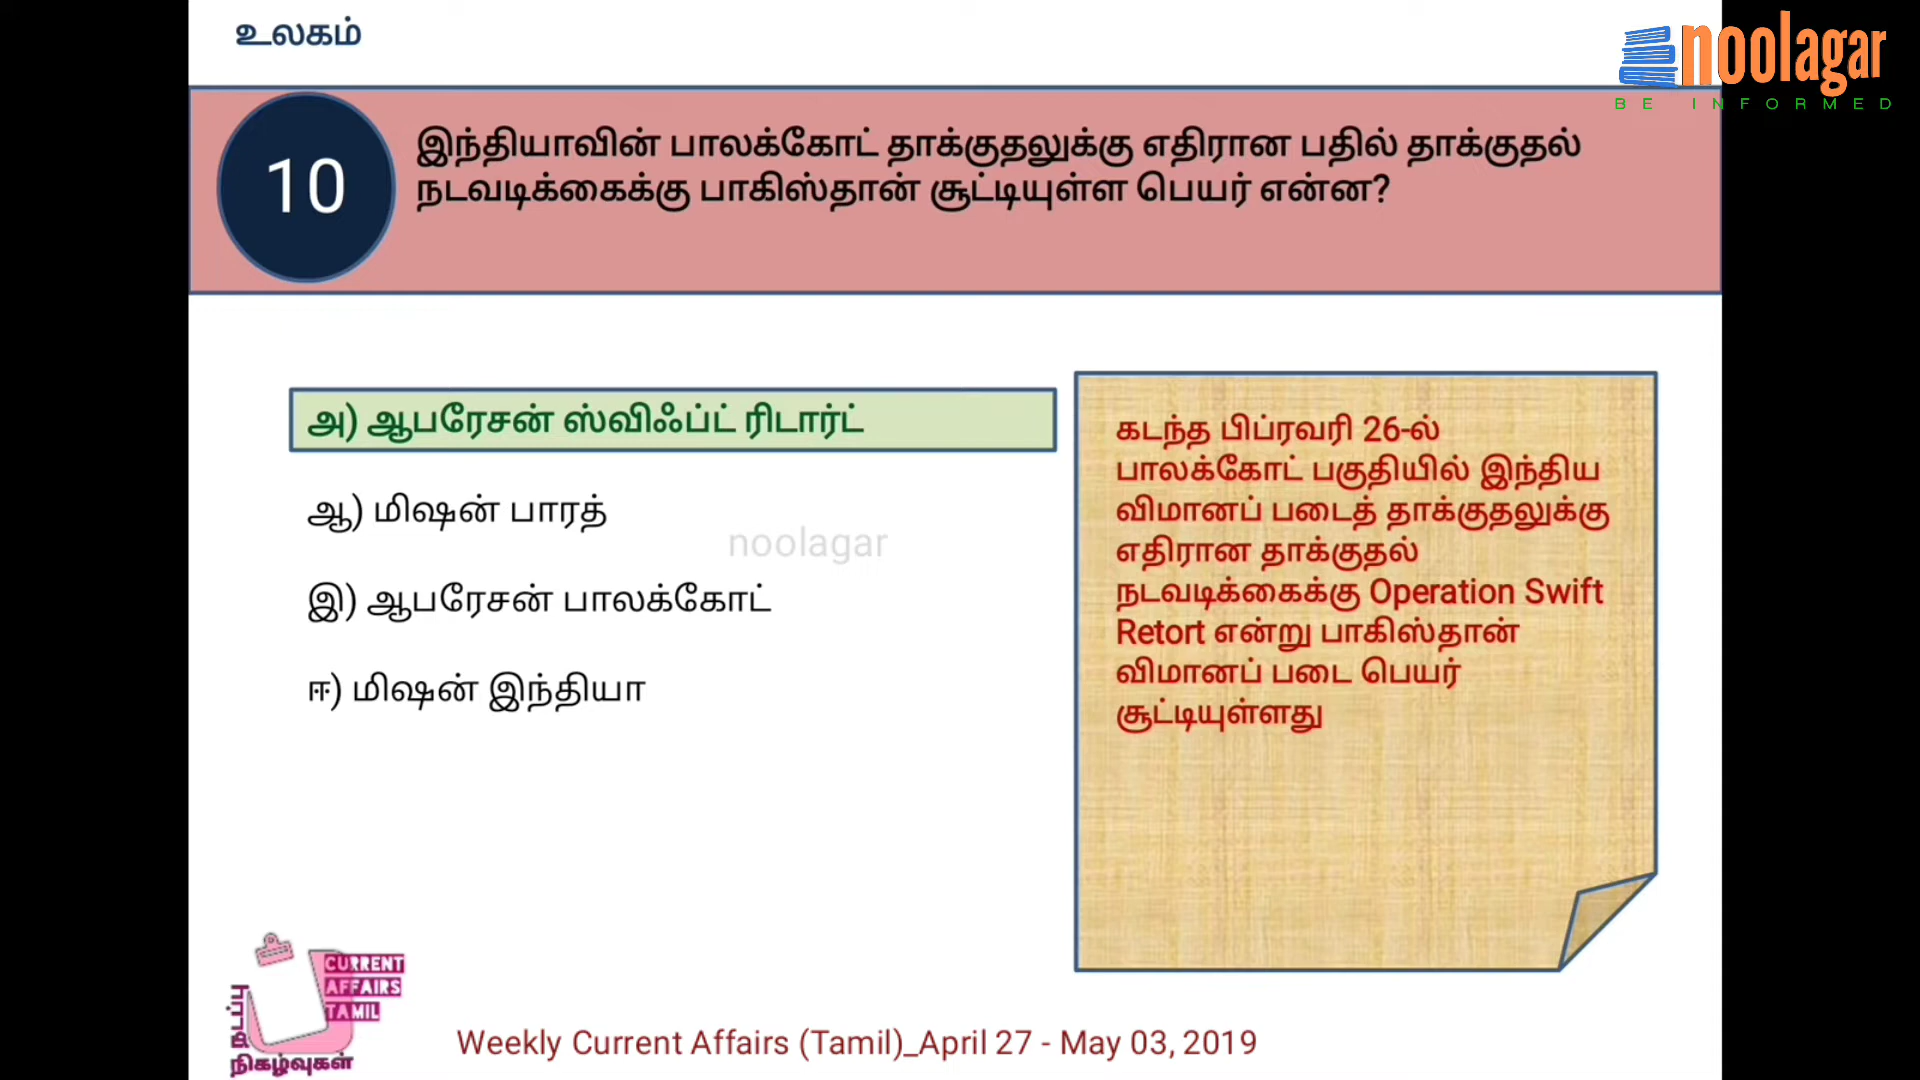 உலகம்
noolagar
BE INFORMED
10
இந்தியாவின் பாலக்கோட் தாக்குதலுக்கு எதிரான பதில் தாக்குதல்
நடவடிக்கைக்கு பாகிஸ்தான் சூட்டியுள்ள பெயர் என்ன?
அ) ஆபரேசன் ஸ்விஃப்ட் ரிடார்ட்
ஆ) மிஷன் பாரத்
இ) ஆபரேசன் பாலக்கோட்
ஈ) மிஷன் இந்தியா
noolagar
கடந்த பிப்ரவரி 26-ல்
பாலக்கோட் பகுதியில் இந்திய
விமானப் படைத் தாக்குதலுக்கு
எதிரான தாக்குதல்
நடவடிக்கைக்கு Operation Swift
Retort என்று பாகிஸ்தான்
விமானப் படை பெயர்
சூட்டியுள்ளது
CURRENT
AFFAIRS
TAMIL
நடப்பு
நிகழ்வுகள்
Weekly Current Affairs (Tamil)_April 27 - May 03, 2019